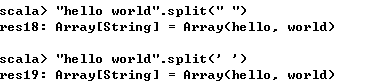 scala> "hello world".split(" ")
res18: Array[String] = Array(hello, world)
scala> "hello world".split(' ')
res19: Array[String] = Array(hello, world)